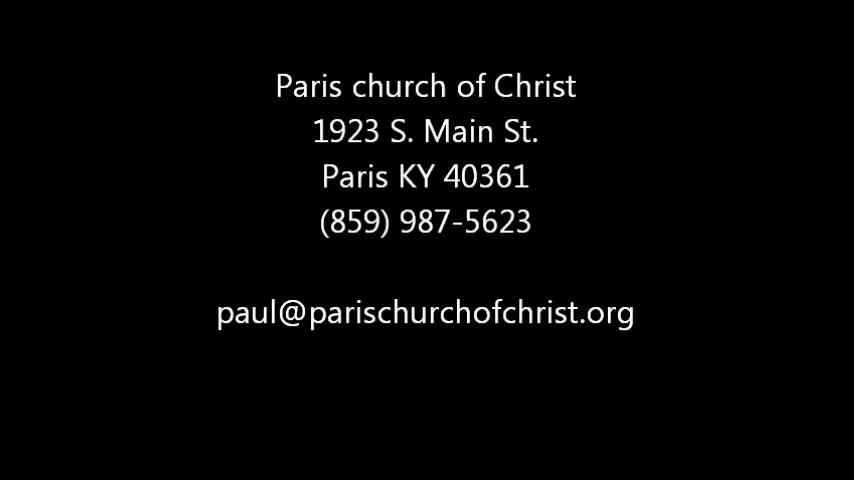 Paris church of Christ
1923 S. Main St.
Paris KY 40361
(859) 987-5623
paul@parischurchofchrist.org